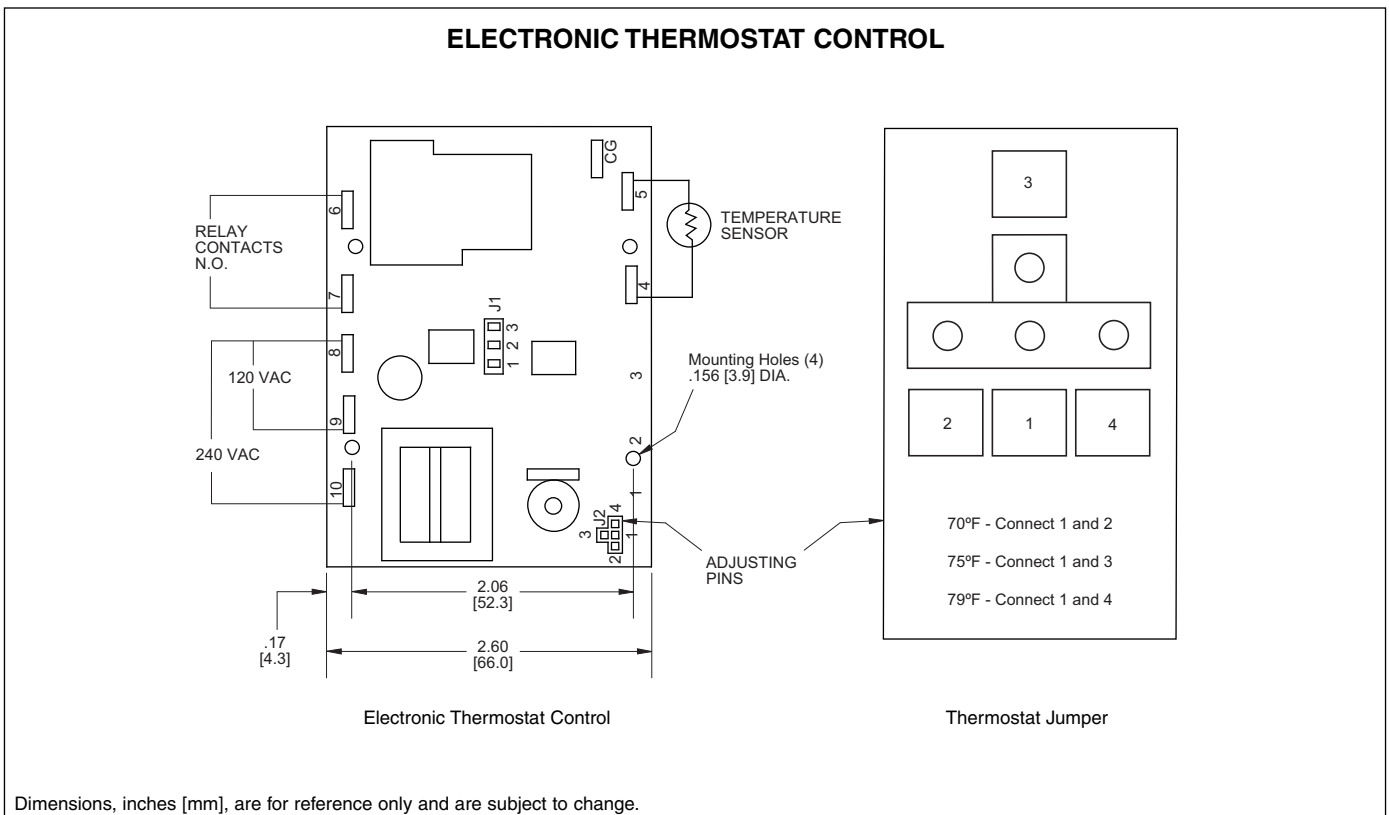 ELECTRONIC THERMOSTAT CONTROL
CG
5
6
RELAY
CONTACTS
N.O.
TEMPERATURE
SENSOR
4
7
J1
3
2
1
8
120 VAC
9
240 VAC
10
3
2
1
Mounting Holes (4)
.156 [3.9] DIA.
J2
4
3
1
2
ADJUSTING
PINS
2.06
[52.3]
.17
[4.3]
2.60
[66.0]
Electronic Thermostat Control
3
2
1
4
70ºF - Connect 1 and 2
75ºF - Connect 1 and 3
79ºF - Connect 1 and 4
Thermostat Jumper
Dimensions, inches [mm], are for reference only and are subject to change.